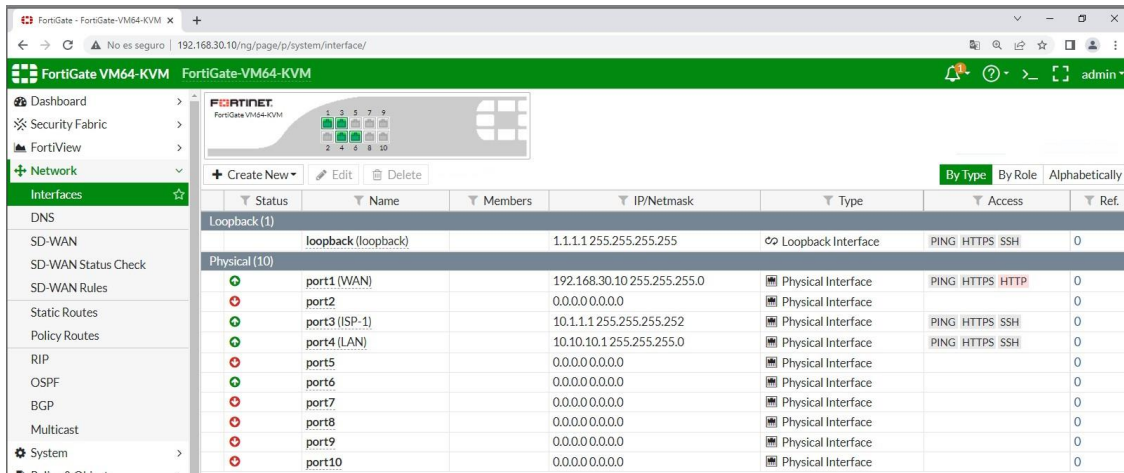 FortiGate - FortiGate-VM64-KVM
No es seguro | 192.168.30.10/ng/page/p/system/interface/
FortiGate VM64-KVM FortiGate-VM64-KVM
1 admin
Dashboard
Security Fabric
FortiView
Network
Interfaces
DNS
SD-WAN
SD-WAN Status Check
SD-WAN Rules
Static Routes
Policy Routes
RIP
OSPF
BGP
Multicast
System
FORTINET
FortiGate VM64-KVM
1 3 5 7 9
2 4 6 8 10
+ Create New Edit Delete
By Type By Role Alphabetically
Status Name Members IP/Netmask Type Access Ref.
Loopback (1)
loopback (loopback) 1.1.1.1 255.255.255.255 Loopback Interface PING HTTPS SSH 0
Physical (10)
port1 (WAN) 192.168.30.10 255.255.255.0 Physical Interface PING HTTPS HTTP 0
port2 0.0.0.0 0.0.0.0 Physical Interface 0
port3 (ISP-1) 10.1.1.1 255.255.255.252 Physical Interface PING HTTPS SSH 0
port4 (LAN) 10.10.10.1 255.255.255.0 Physical Interface PING HTTPS SSH 0
port5 0.0.0.0 0.0.0.0 Physical Interface 0
port6 0.0.0.0 0.0.0.0 Physical Interface 0
port7 0.0.0.0 0.0.0.0 Physical Interface 0
port8 0.0.0.0 0.0.0.0 Physical Interface 0
port9 0.0.0.0 0.0.0.0 Physical Interface 0
port10 0.0.0.0 0.0.0.0 Physical Interface 0